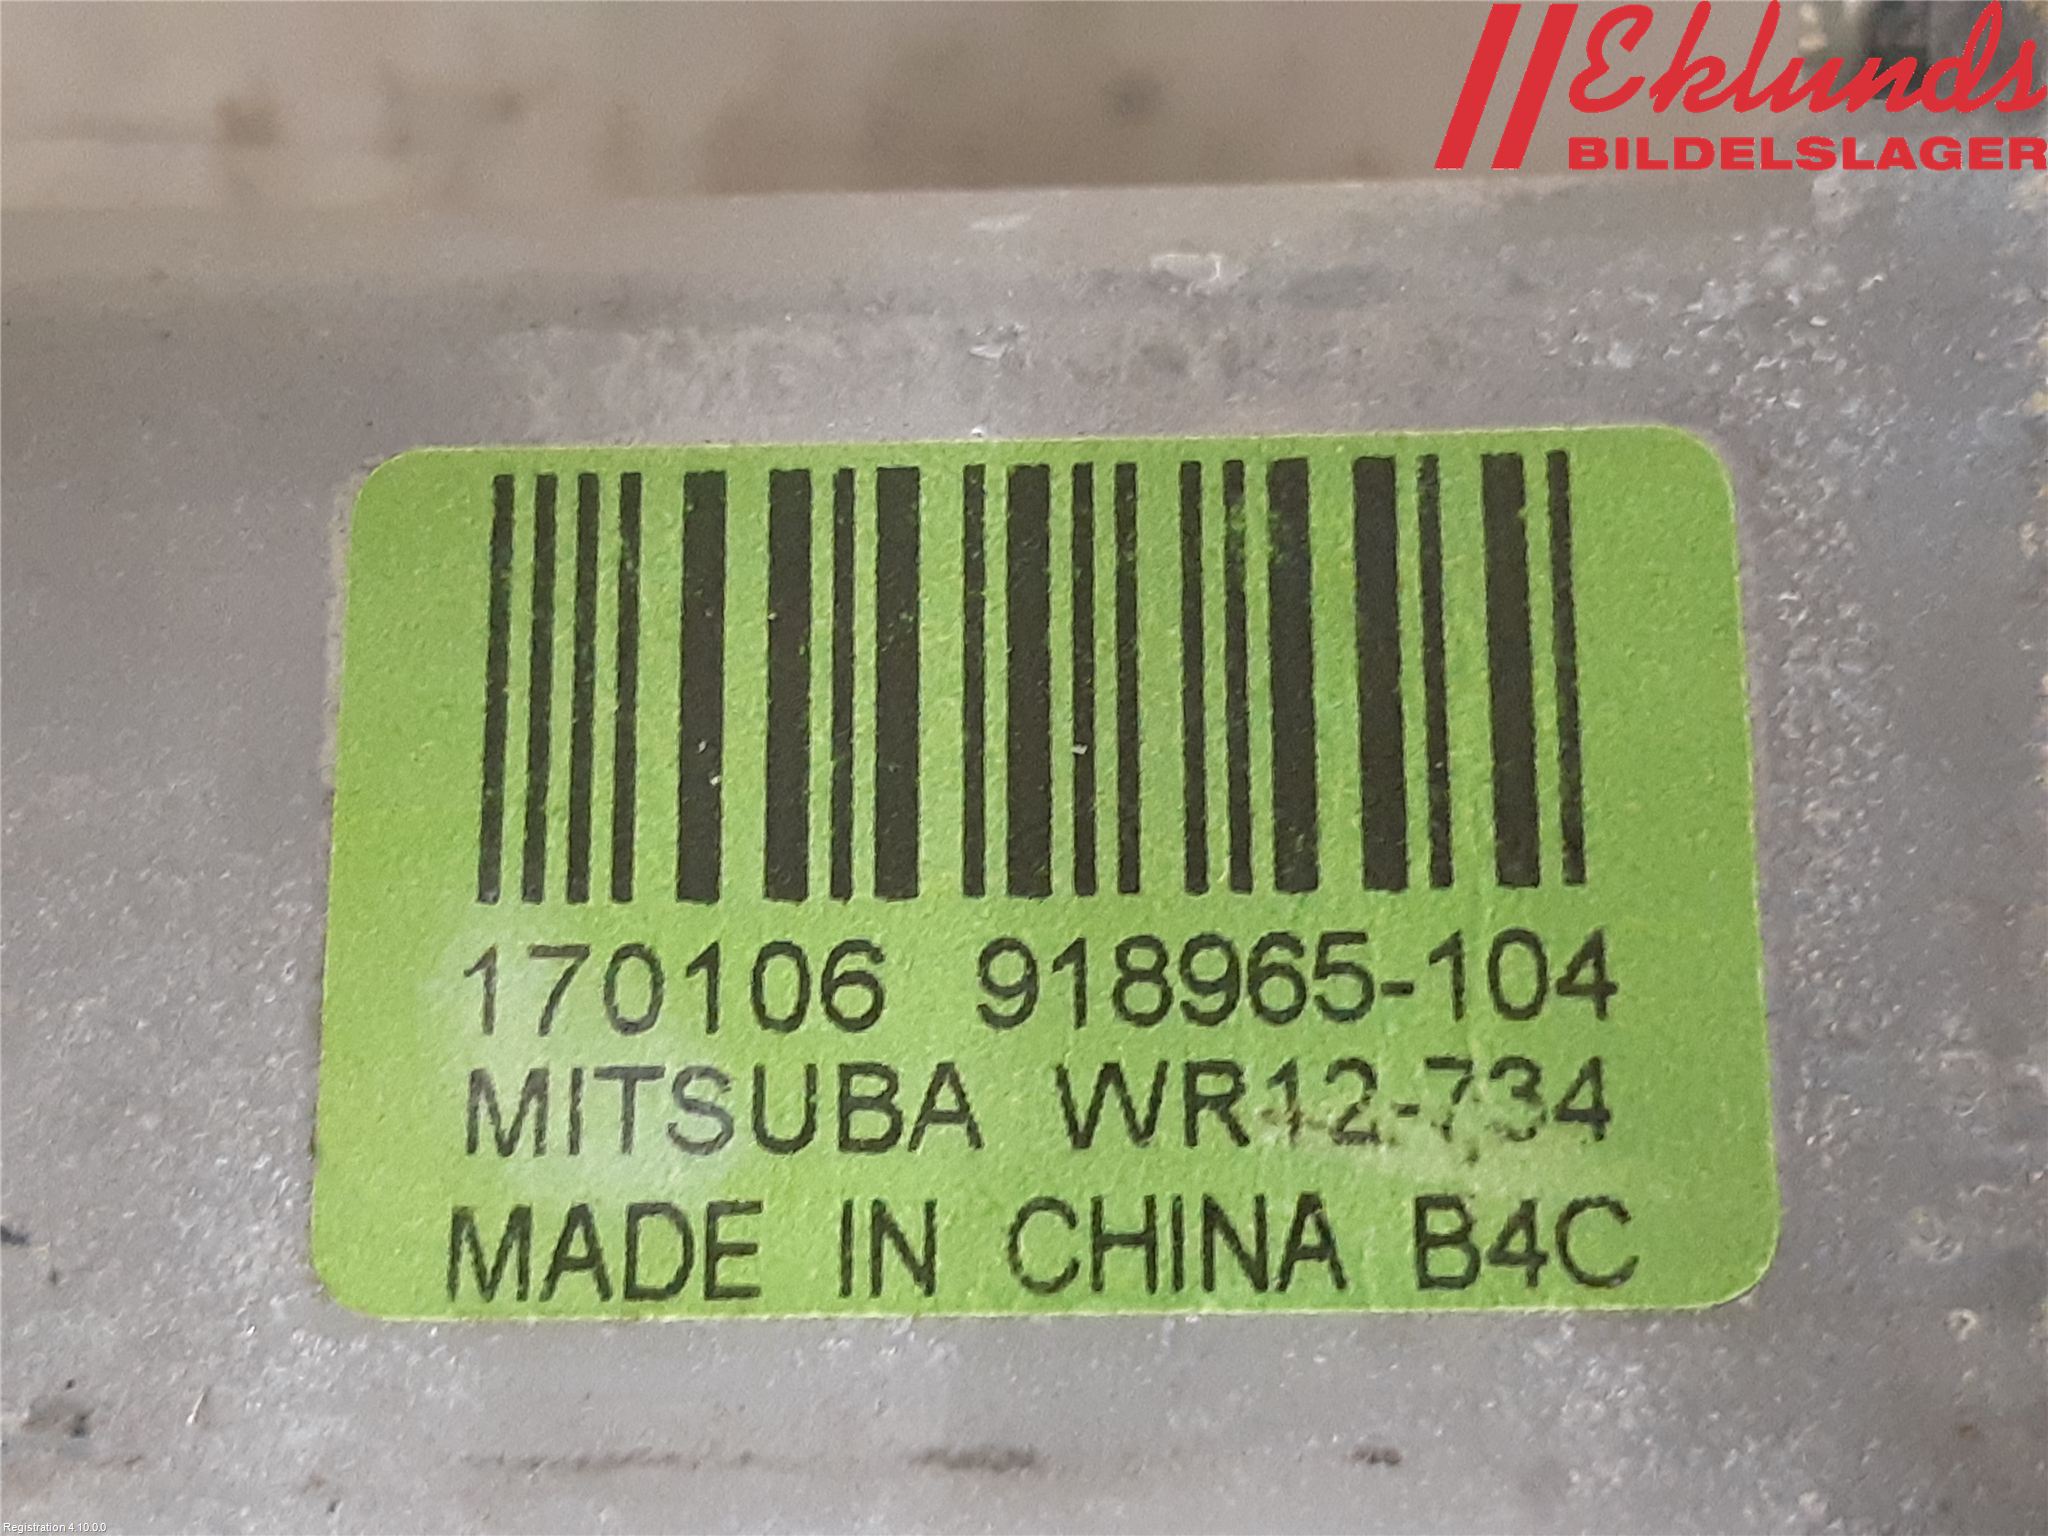 Eklunds
BILDELSLAGER
170106 918965-104
MITSUBA WR12-734
MADE IN CHINA B4C
Registration 4.10.0.0